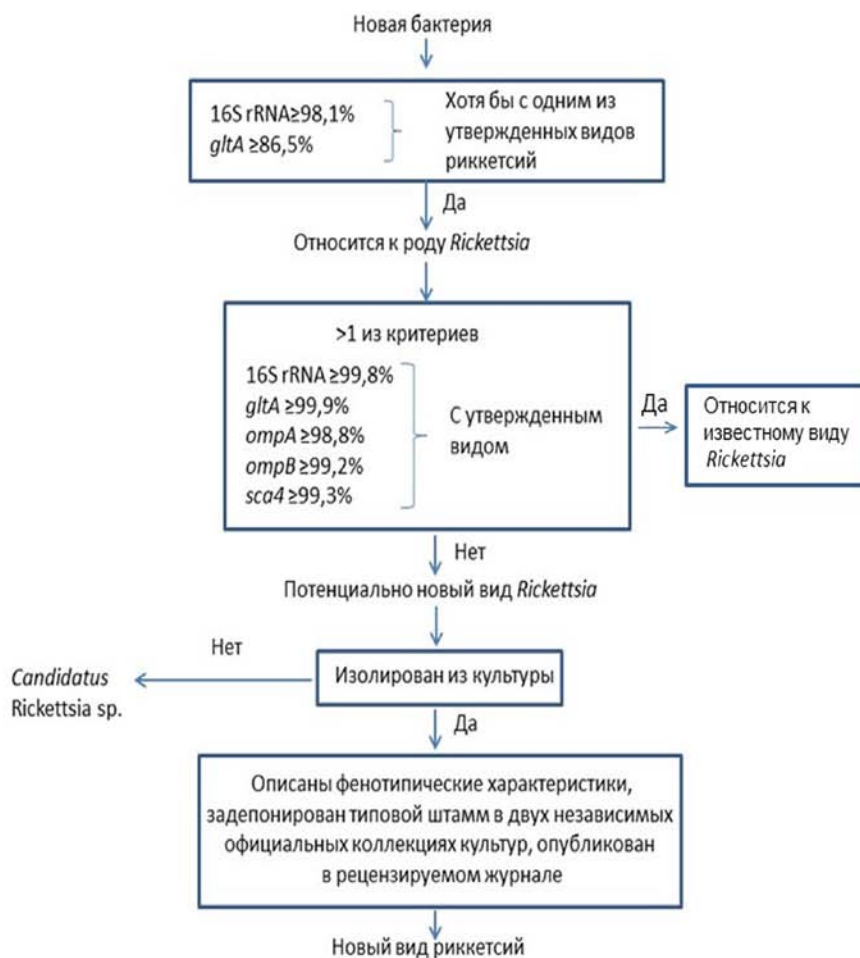 Новая бактерия
16S rRNA≥98,1%
gltA ≥86,5%
Хотя бы с одним из
утвержденных видов
риккетсий
Да
Относится к роду Rickettsia
>1 из критериев
16S rRNA ≥99,8%
gltA ≥99,9%
ompA ≥98,8%
ompB ≥99,2%
sca4 ≥99,3%
С утвержденным
видом
Да
Относится к
известному виду
Rickettsia
Нет
Потенциально новый вид Rickettsia
Нет
Candidatus
Rickettsia sp.
Изолирован из культуры
Да
Описаны фенотипические характеристики,
задепонирован типовой штамм в двух независимых
официальных коллекциях культур, опубликован
в рецензируемом журнале
Новый вид риккетсий